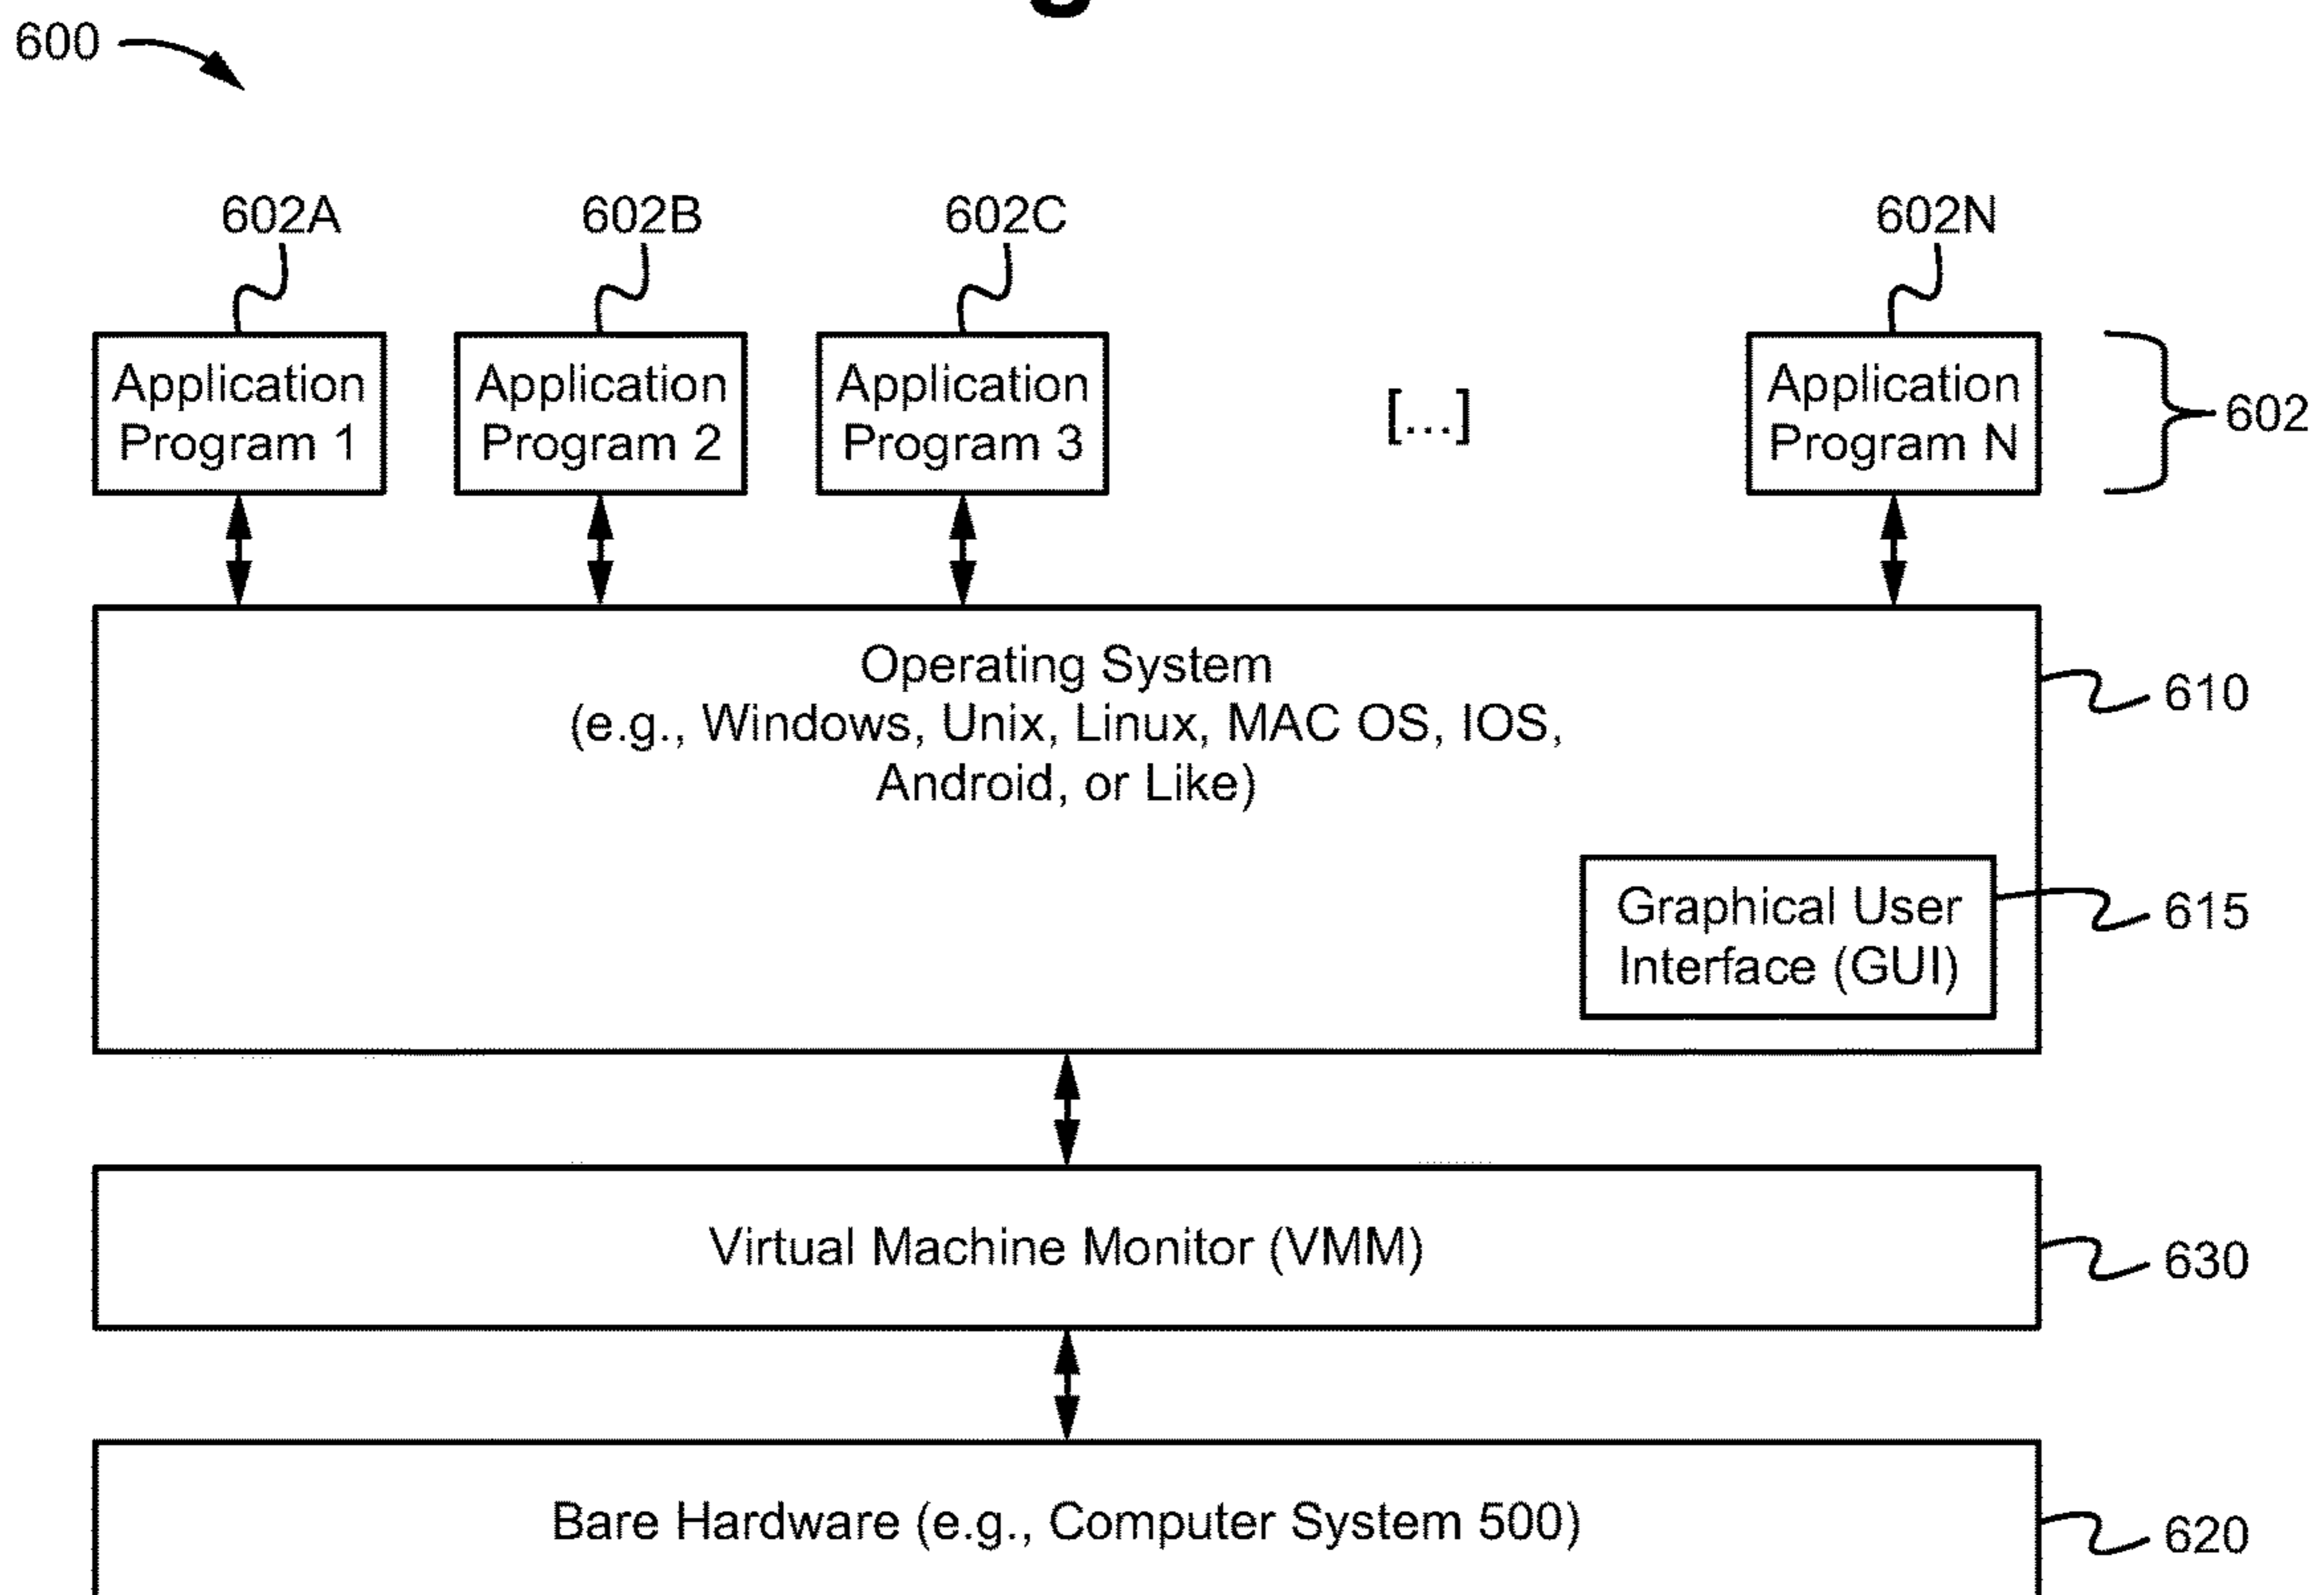 600
602A 602B 602C 602N
Application Application Application Application
Program 1 Program 2 Program 3 [...] Program N 602
Operating System
(e.g., Windows, Unix, Linux, MAC OS, IOS,
Android, or Like)
610
Graphical User
Interface (GUI)
615
Virtual Machine Monitor (VMM)
630
Bare Hardware (e.g., Computer System 500)
620